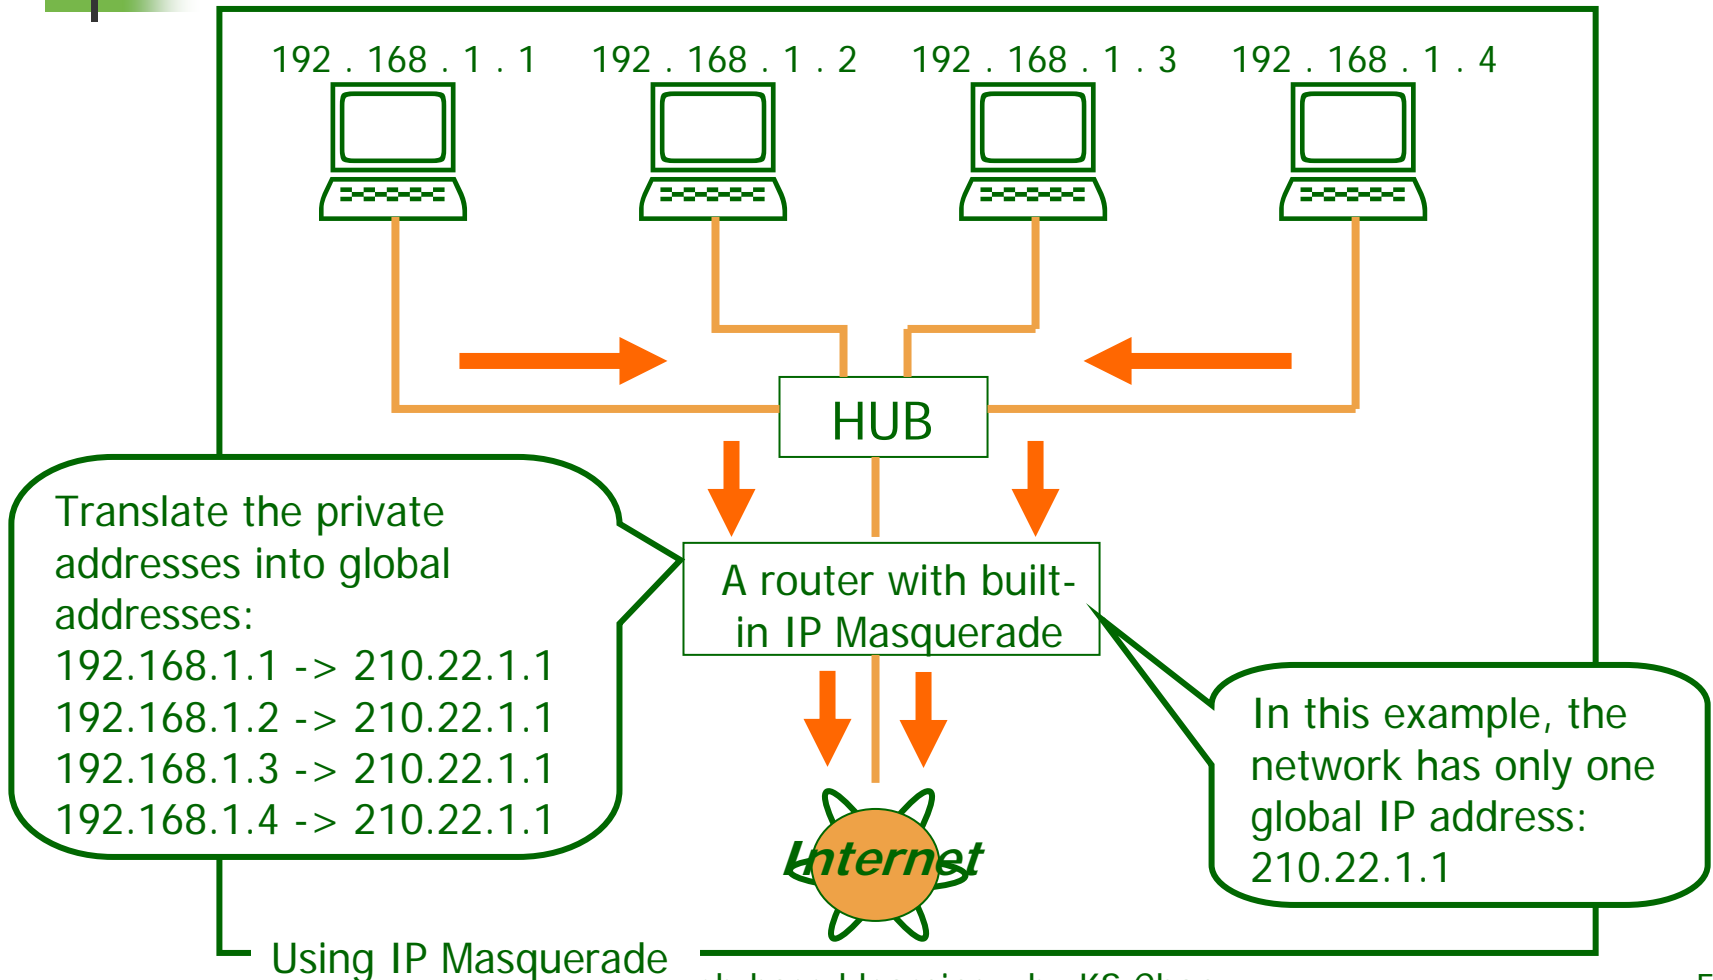 192 . 168 . 1 . 1
192 . 168 . 1 . 2
192 . 168 . 1 . 3
192 . 168 . 1 . 4
HUB
Translate the private
addresses into global
addresses:
192.168.1.1 -> 210.22.1.1
192.168.1.2 -> 210.22.1.1
192.168.1.3 -> 210.22.1.1
192.168.1.4 -> 210.22.1.1
A router with built-
in IP Masquerade
In this example, the
network has only one
global IP address:
210.22.1.1
Internet
Using IP Masquerade